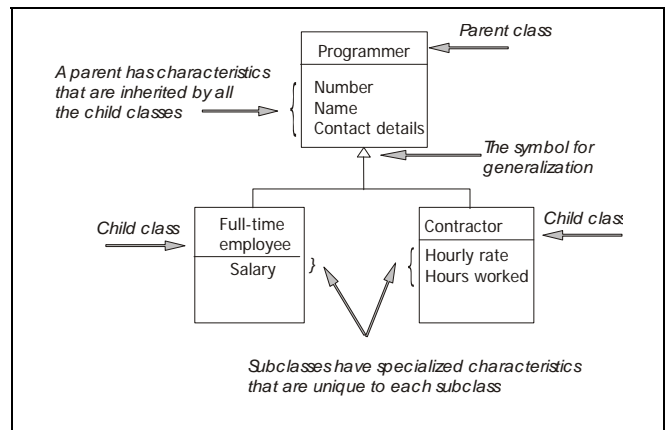 Parent class
Programmer
A parent has characteristics
that are inherited by all
the child classes
Number
Name
Contact details
The symbol for
generalization
Child class
Full-time
employee
Salary
Contractor
Hourly rate
Hours worked
Child class
Subclasses have specialized characteristics
that are unique to each subclass